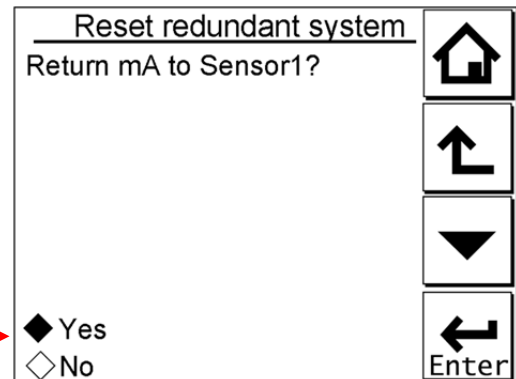 Reset redundant system
Return mA to Sensor1?
Yes
No
Enter